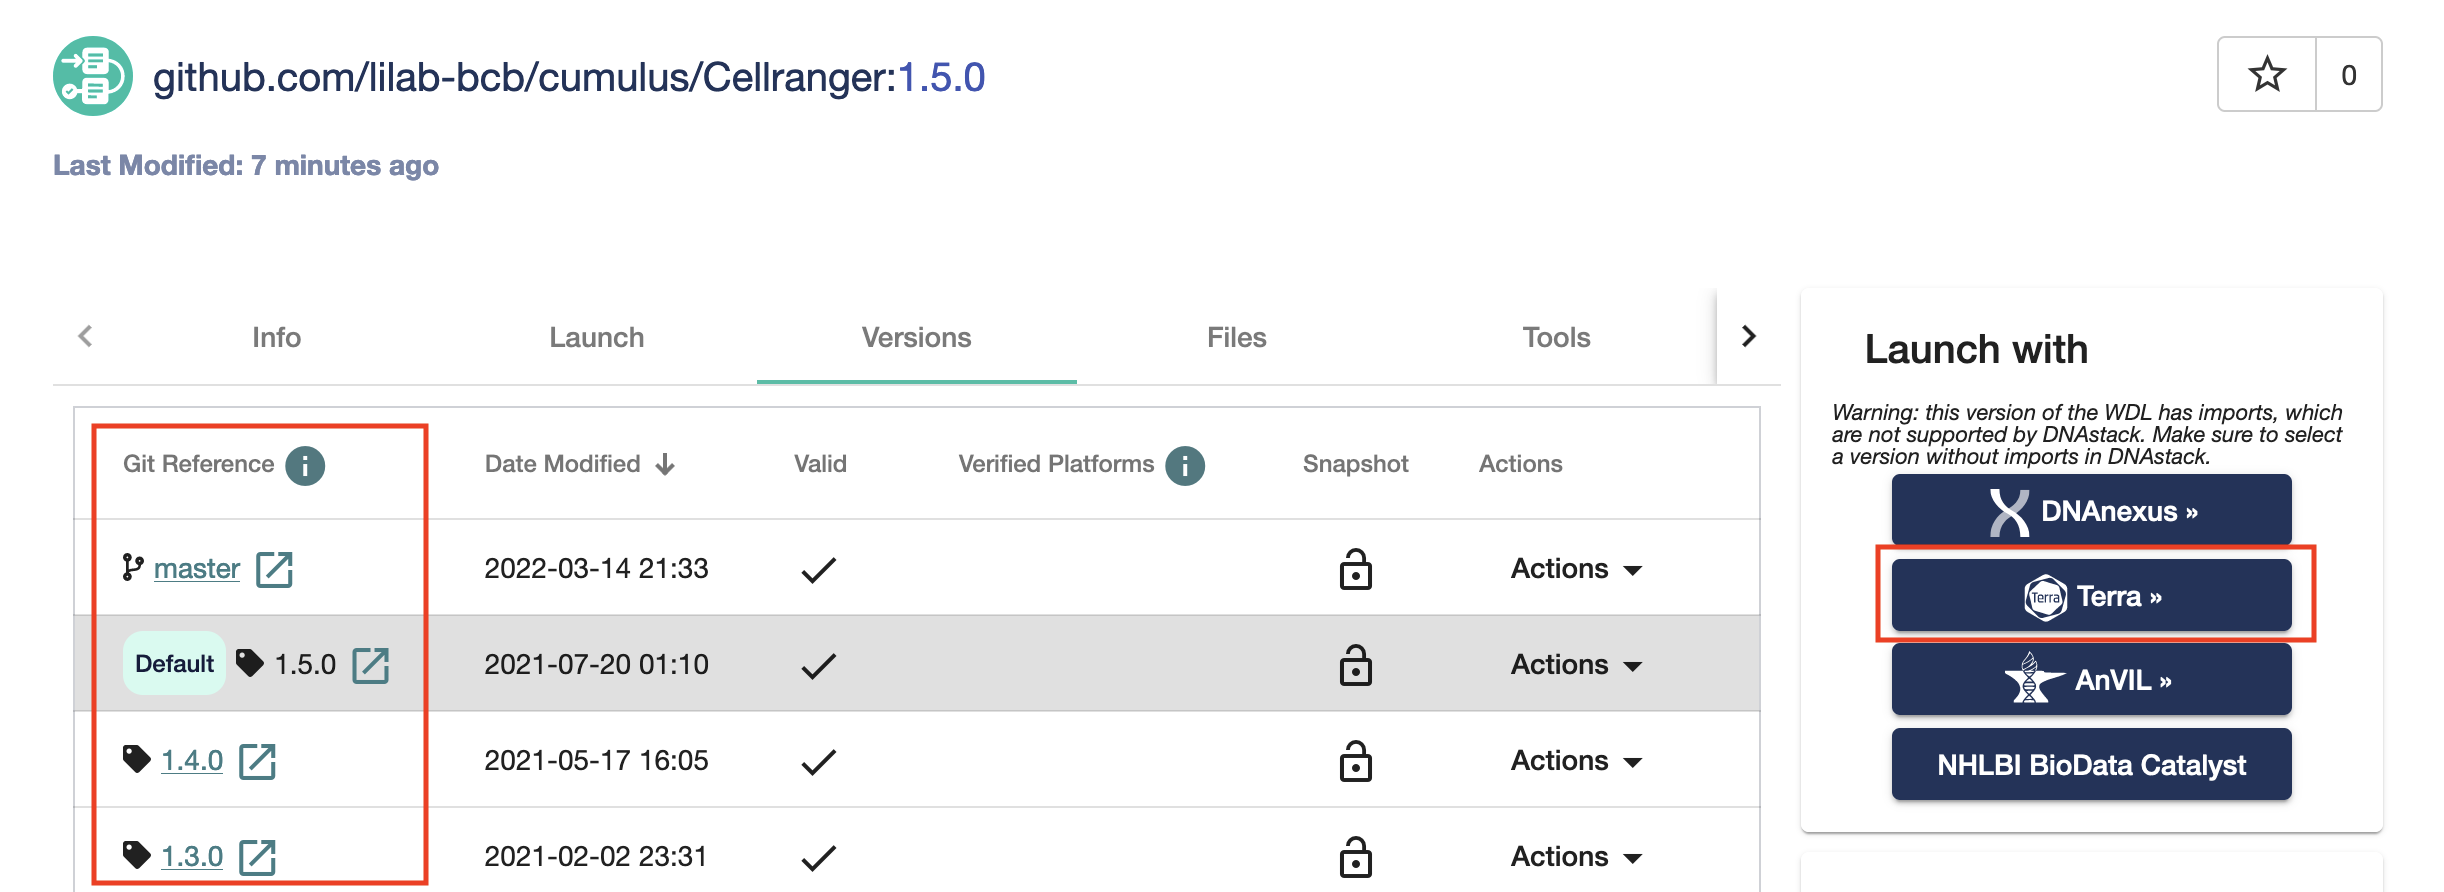 github.com/lilab-bcb/cumulus/Cellranger:1.5.0
0
Last Modified: 7 minutes ago
Info Launch Versions Files Tools
Git Reference i Date Modified Valid Verified Platforms i Snapshot Actions
master 2022-03-14 21:33 Actions
Default 1.5.0 2021-07-20 01:10 Actions
1.4.0 2021-05-17 16:05 Actions
1.3.0 2021-02-02 23:31 Actions
Launch with
Warning: this version of the WDL has imports, which
are not supported by DNAstack. Make sure to select
a version without imports in DNAstack.
DNAnexus »
Terra Terra »
AnVIL »
NHLBI BioData Catalyst